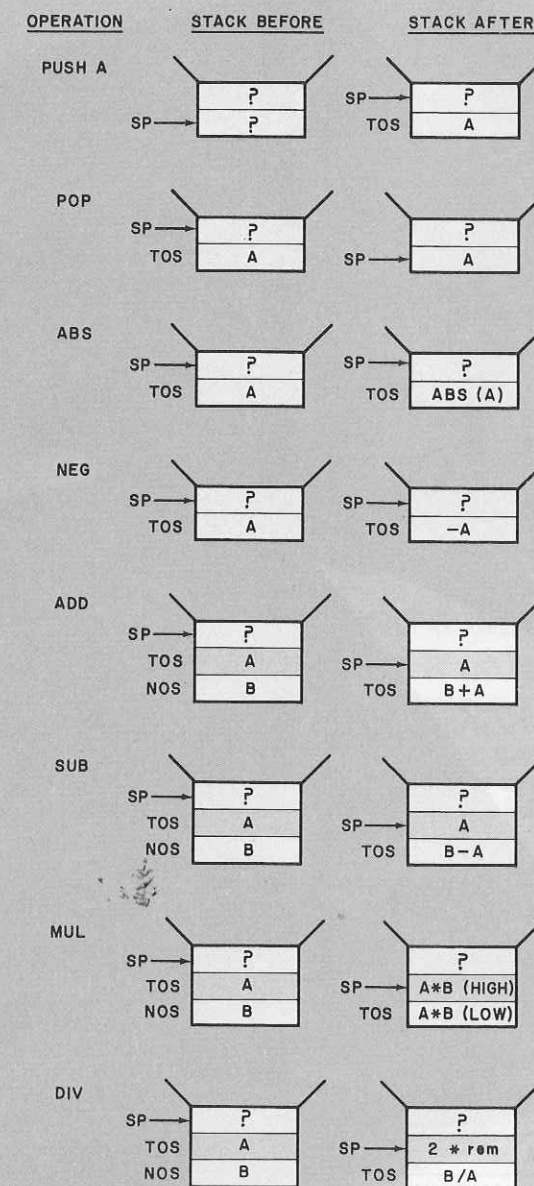 OPERATION STACK BEFORE STACK AFTER
PUSH A
?
SP ?
SP ?
TOS A
POP
SP ?
TOS A
?
SP A
ABS
SP ?
TOS A
SP ?
TOS ABS (A)
NEG
SP ?
TOS A
SP ?
TOS −A
ADD
SP ?
TOS A
NOS B
?
SP A
TOS B+A
SUB
SP ?
TOS A
NOS B
?
SP A
TOS B−A
MUL
SP ?
TOS A
NOS B
?
SP A*B (HIGH)
TOS A*B (LOW)
DIV
SP ?
TOS A
NOS B
?
SP 2 * rem
TOS B/A